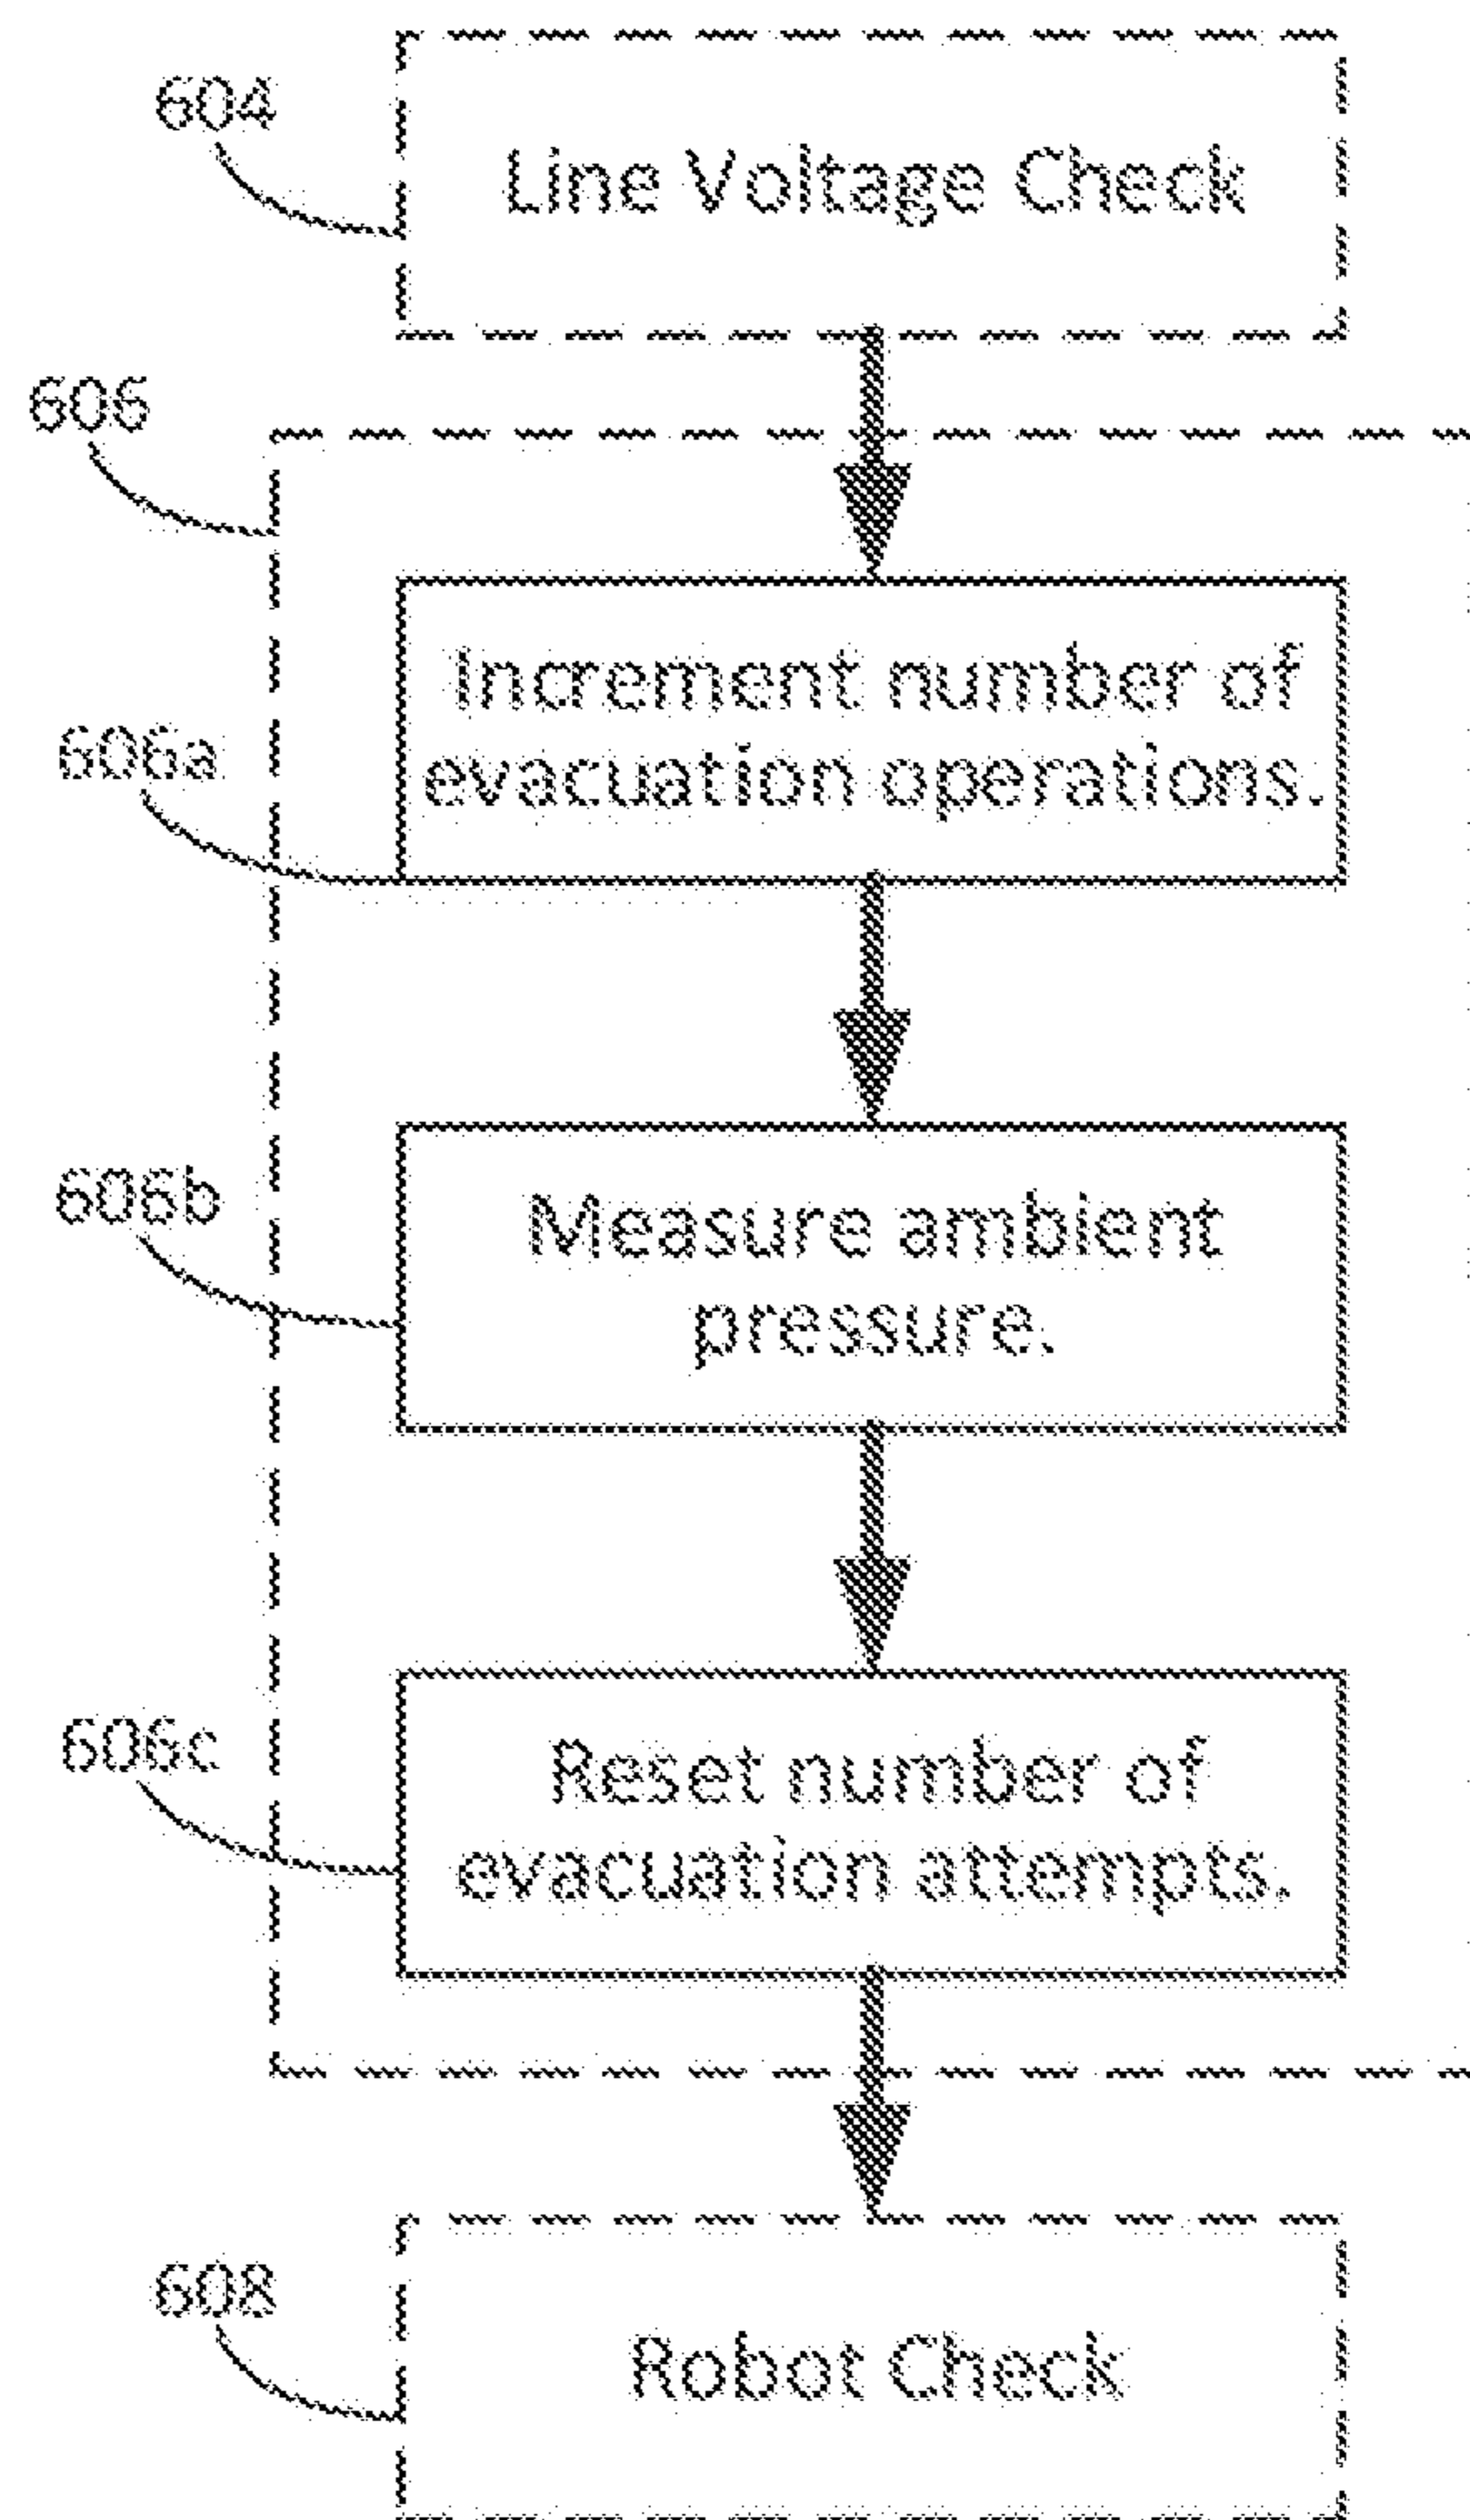 604
Line Voltage Check
606
Increment number of
evacuation operations.
606a
606b
Measure ambient
pressure.
606c
Reset number of
evacuation attempts.
608
Robot Check